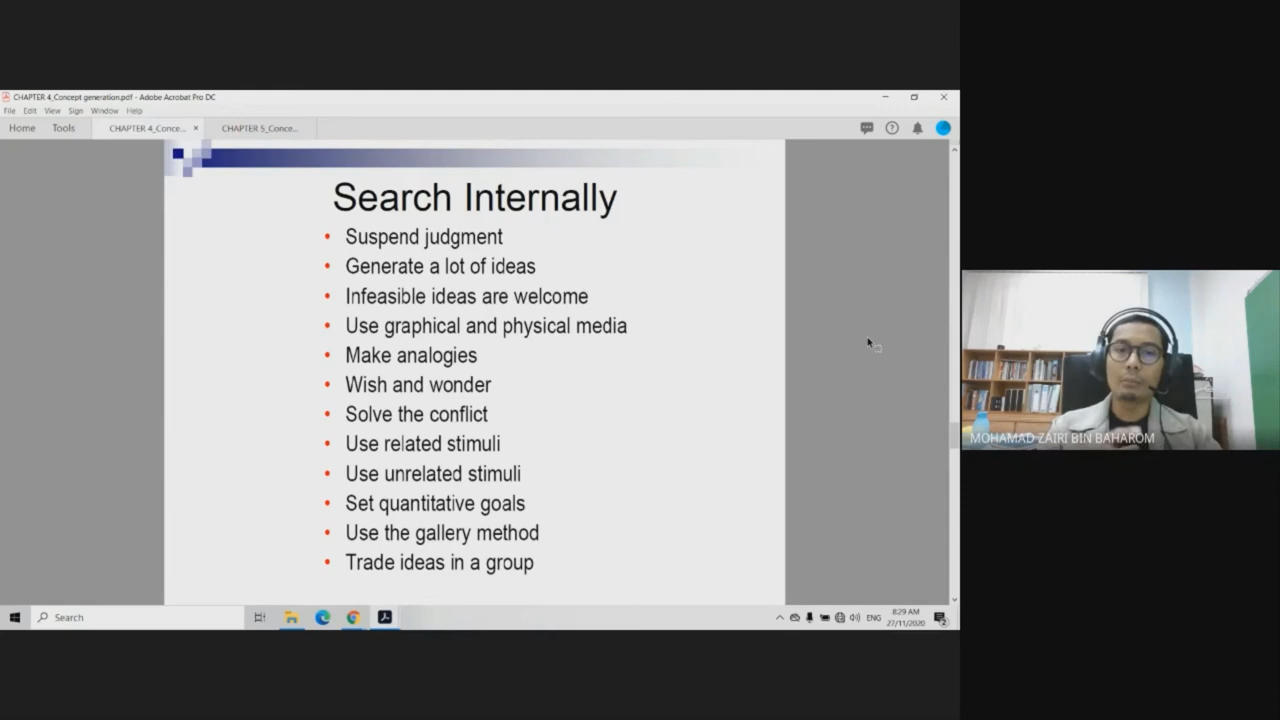 CHAPTER 4_Concept generation.pdf - Adobe Acrobat Pro DC
File Edit View Sign Window Help
Home Tools CHAPTER 4_Conce... × CHAPTER 5_Conce...
Search Internally
• Suspend judgment
• Generate a lot of ideas
• Infeasible ideas are welcome
• Use graphical and physical media
• Make analogies
• Wish and wonder
• Solve the conflict
• Use related stimuli
• Use unrelated stimuli
• Set quantitative goals
• Use the gallery method
• Trade ideas in a group
MOHAMAD ZAIRI BIN BAHAROM
Search
ENG
8:29 AM
27/11/2020
2